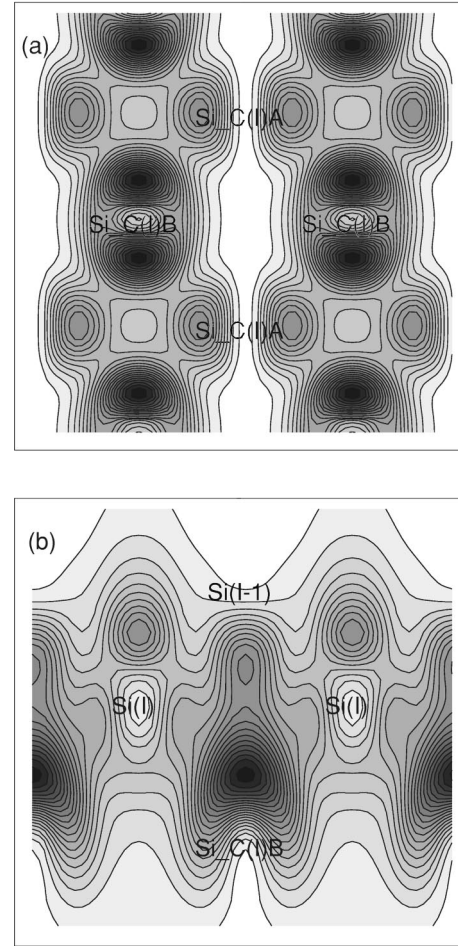 (a)
Si_C(I)A
Si_C(I)B Si_C(I)B
Si_C(I)A
(b)
Si(I-1)
Si(I) Si(I)
Si_C(I)B